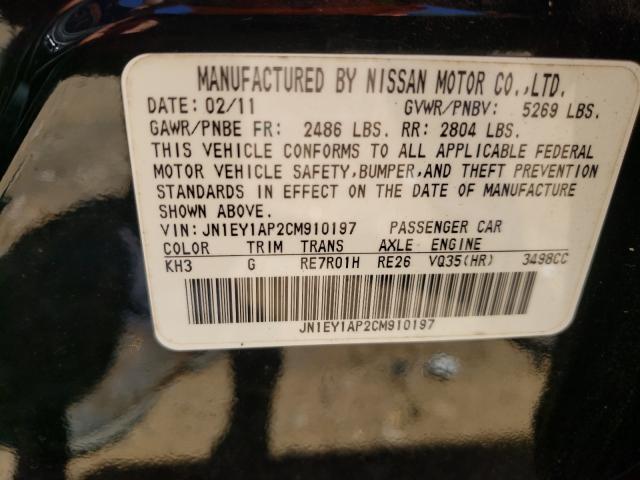 MANUFACTURED BY NISSAN MOTOR CO.,LTD.
DATE: 02/11 GVWR/PNBV: 5269 LBS.
GAWR/PNBE FR: 2486 LBS. RR: 2804 LBS.
THIS VEHICLE CONFORMS TO ALL APPLICABLE FEDERAL
MOTOR VEHICLE SAFETY,BUMPER,AND THEFT PREVENTION
STANDARDS IN EFFECT ON THE DATE OF MANUFACTURE
SHOWN ABOVE.
VIN:JN1EY1AP2CM910197 PASSENGER CAR
COLOR TRIM TRANS AXLE ENGINE
KH3 G RE7R01H RE26 VQ35(HR) 3498CC
JN1EY1AP2CM910197